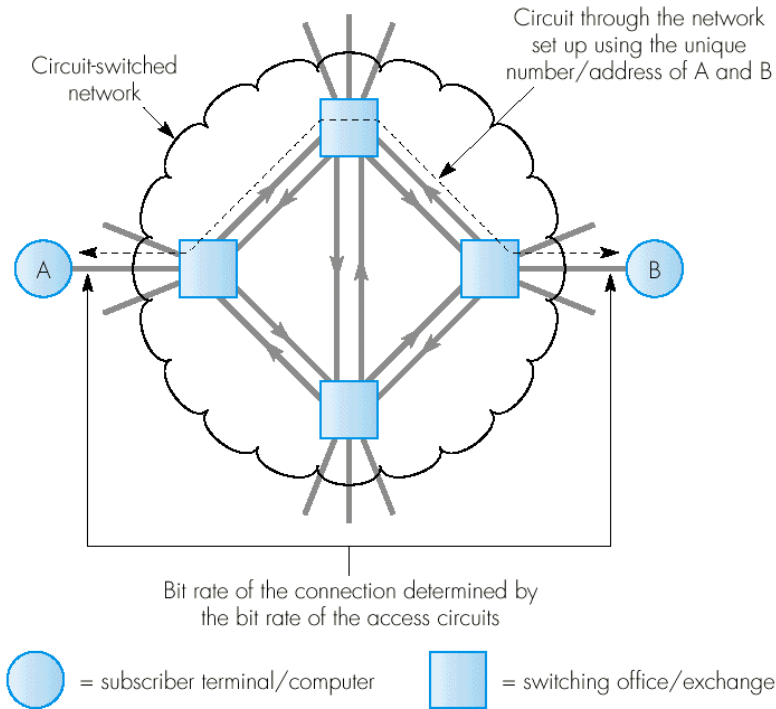 Circuit through the network
set up using the unique
number/address of A and B
Circuit-switched
network
A
B
Bit rate of the connection determined by
the bit rate of the access circuits
= subscriber terminal/computer
= switching office/exchange